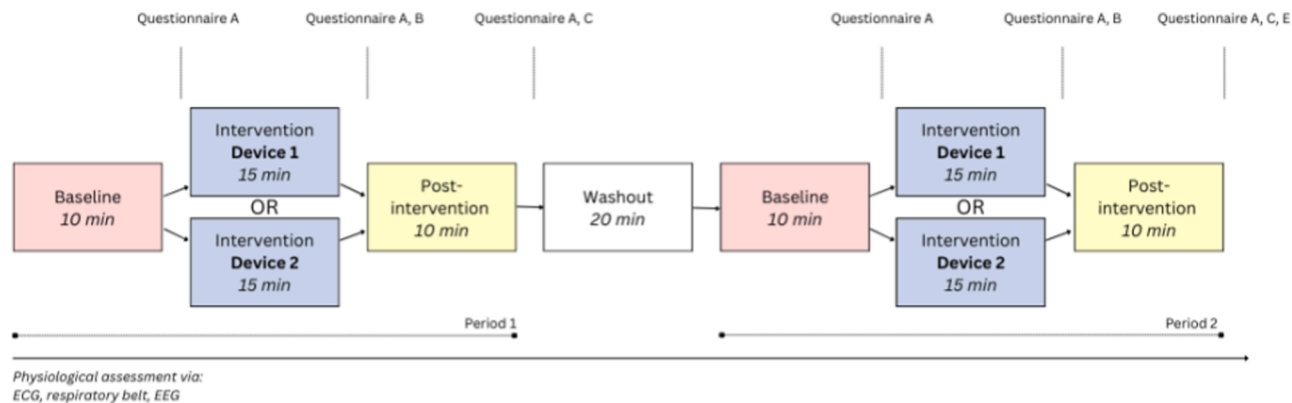 Questionnaire A
Questionnaire A, B
Questionnaire A, C
Questionnaire A
Questionnaire A, B
Questionnaire A, C, E
Baseline
10 min
Intervention
Device 1
15 min
OR
Intervention
Device 2
15 min
Post-
intervention
10 min
Washout
20 min
Baseline
10 min
Intervention
Device 1
15 min
OR
Intervention
Device 2
15 min
Post-
intervention
10 min
Period 1
Period 2
Physiological assessment via:
ECG, respiratory belt, EEG